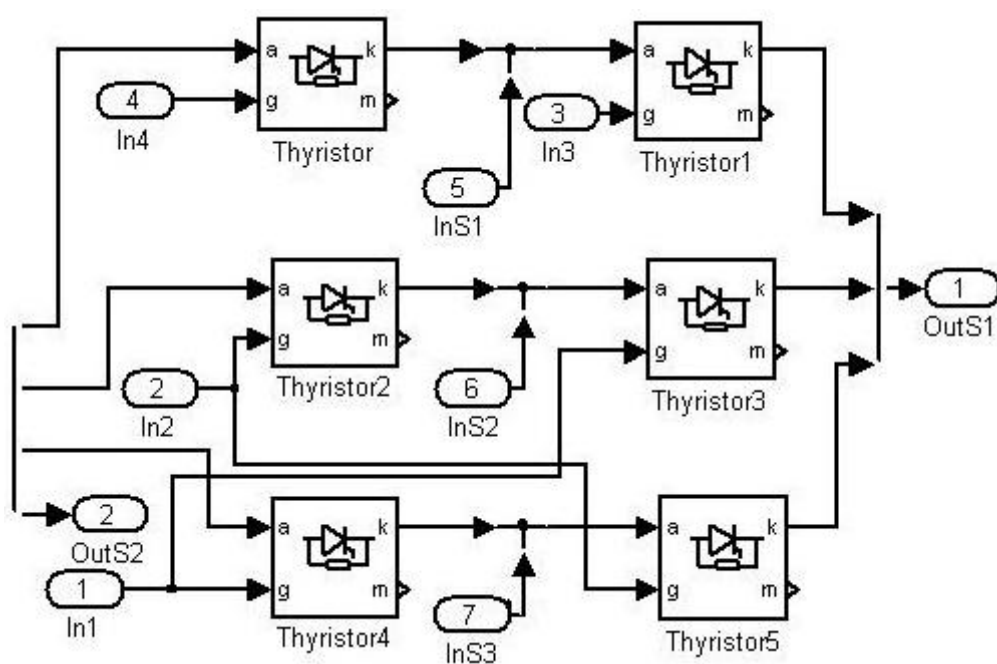 a k
g m
Thyristor
4
In4
5
InS1
3
In3
a k
g m
Thyristor1
a k
g m
Thyristor2
2
In2
6
InS2
a k
g m
Thyristor3
1
OutS1
2
OutS2
1
In1
a k
g m
Thyristor4
7
InS3
a k
g m
Thyristor5